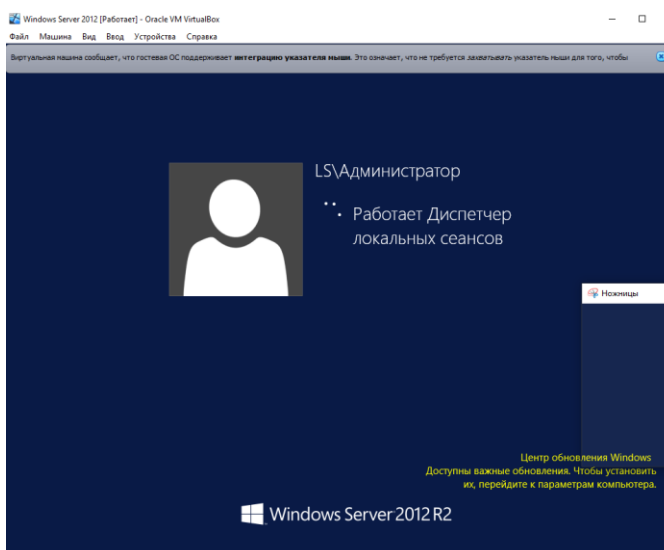 Windows Server 2012 [Работает] - Oracle VM VirtualBox
Файл Машина Вид Ввод Устройства Справка
Виртуальная машина сообщает, что гостевая ОС поддерживает интеграцию указателя мыши. Это означает, что не требуется захватывать указатель мыши для того, чтобы
LS\Администратор
Работает Диспетчер
локальных сеансов
Ножницы
Центр обновления Windows
Доступны важные обновления. Чтобы установить
их, перейдите к параметрам компьютера.
Windows Server 2012 R2